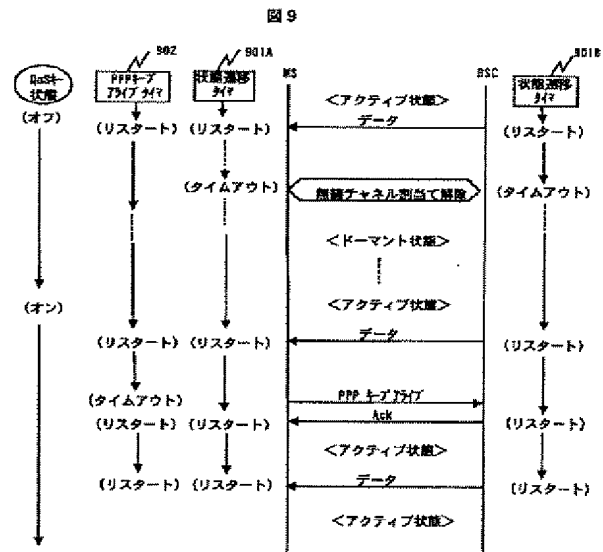 図9
902
901A
901B
QoSキー
状態
PPPキープ
アライブ タイマ
状態遷移
タイマ
MS
BSC
状態遷移
タイマ
(オフ)
<アクティブ状態>
(リスタート) (リスタート) データ (リスタート)
(タイムアウト) 無線チャネル割当て解除 (タイムアウト)
<ドーマント状態>
(オン)
<アクティブ状態>
(リスタート) (リスタート) データ (リスタート)
(タイムアウト) PPP キープアライブ
(リスタート) (リスタート) Ack (リスタート)
<アクティブ状態>
(リスタート) (リスタート) データ (リスタート)
<アクティブ状態>